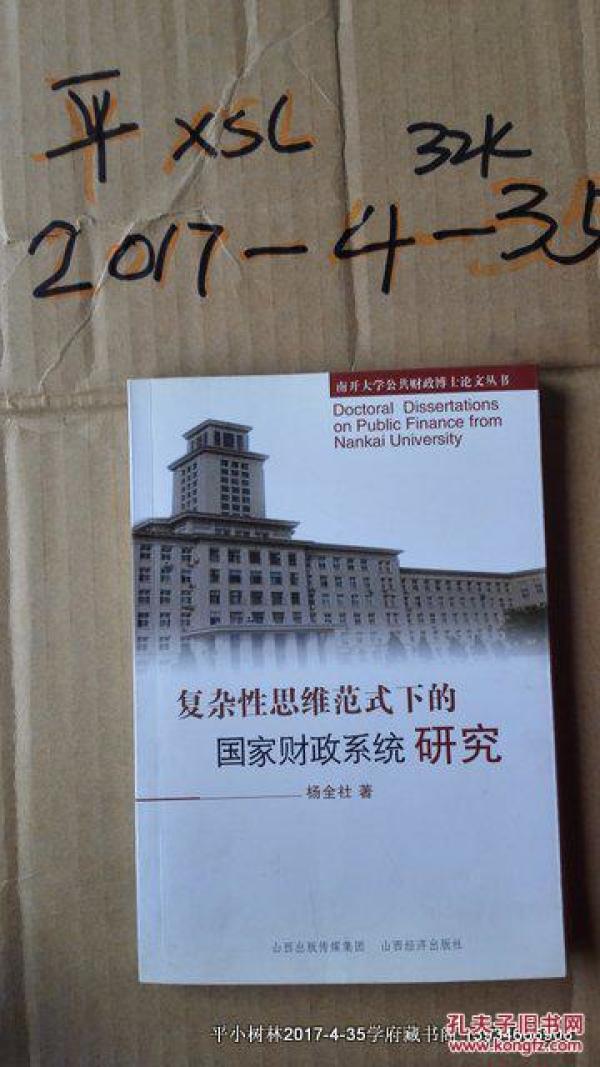 平 XSL 32K
2017-4-35
南开大学公共财政博士论文丛书
Doctoral Dissertations
on Public Finance from
Nankai University
复杂性思维范式下的
国家财政系统 研究
杨全社 著
山西出版传媒集团 山西经济出版社
平小树林2017-4-35学府藏书阁
孔夫子旧书网
www.kongfz.com